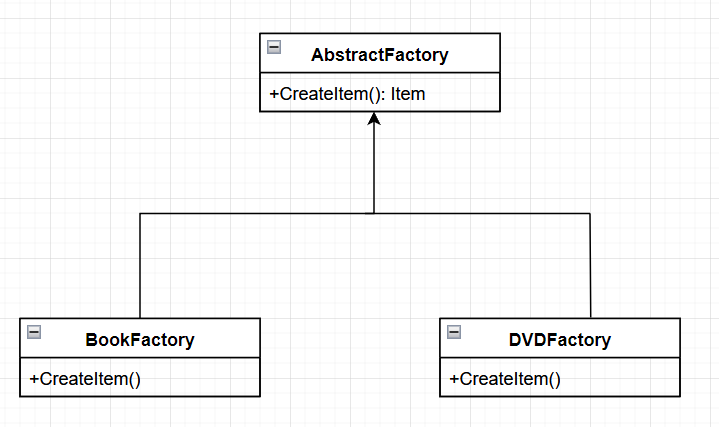 AbstractFactory
+CreateItem(): Item
BookFactory
+CreateItem()
DVDFactory
+CreateItem()